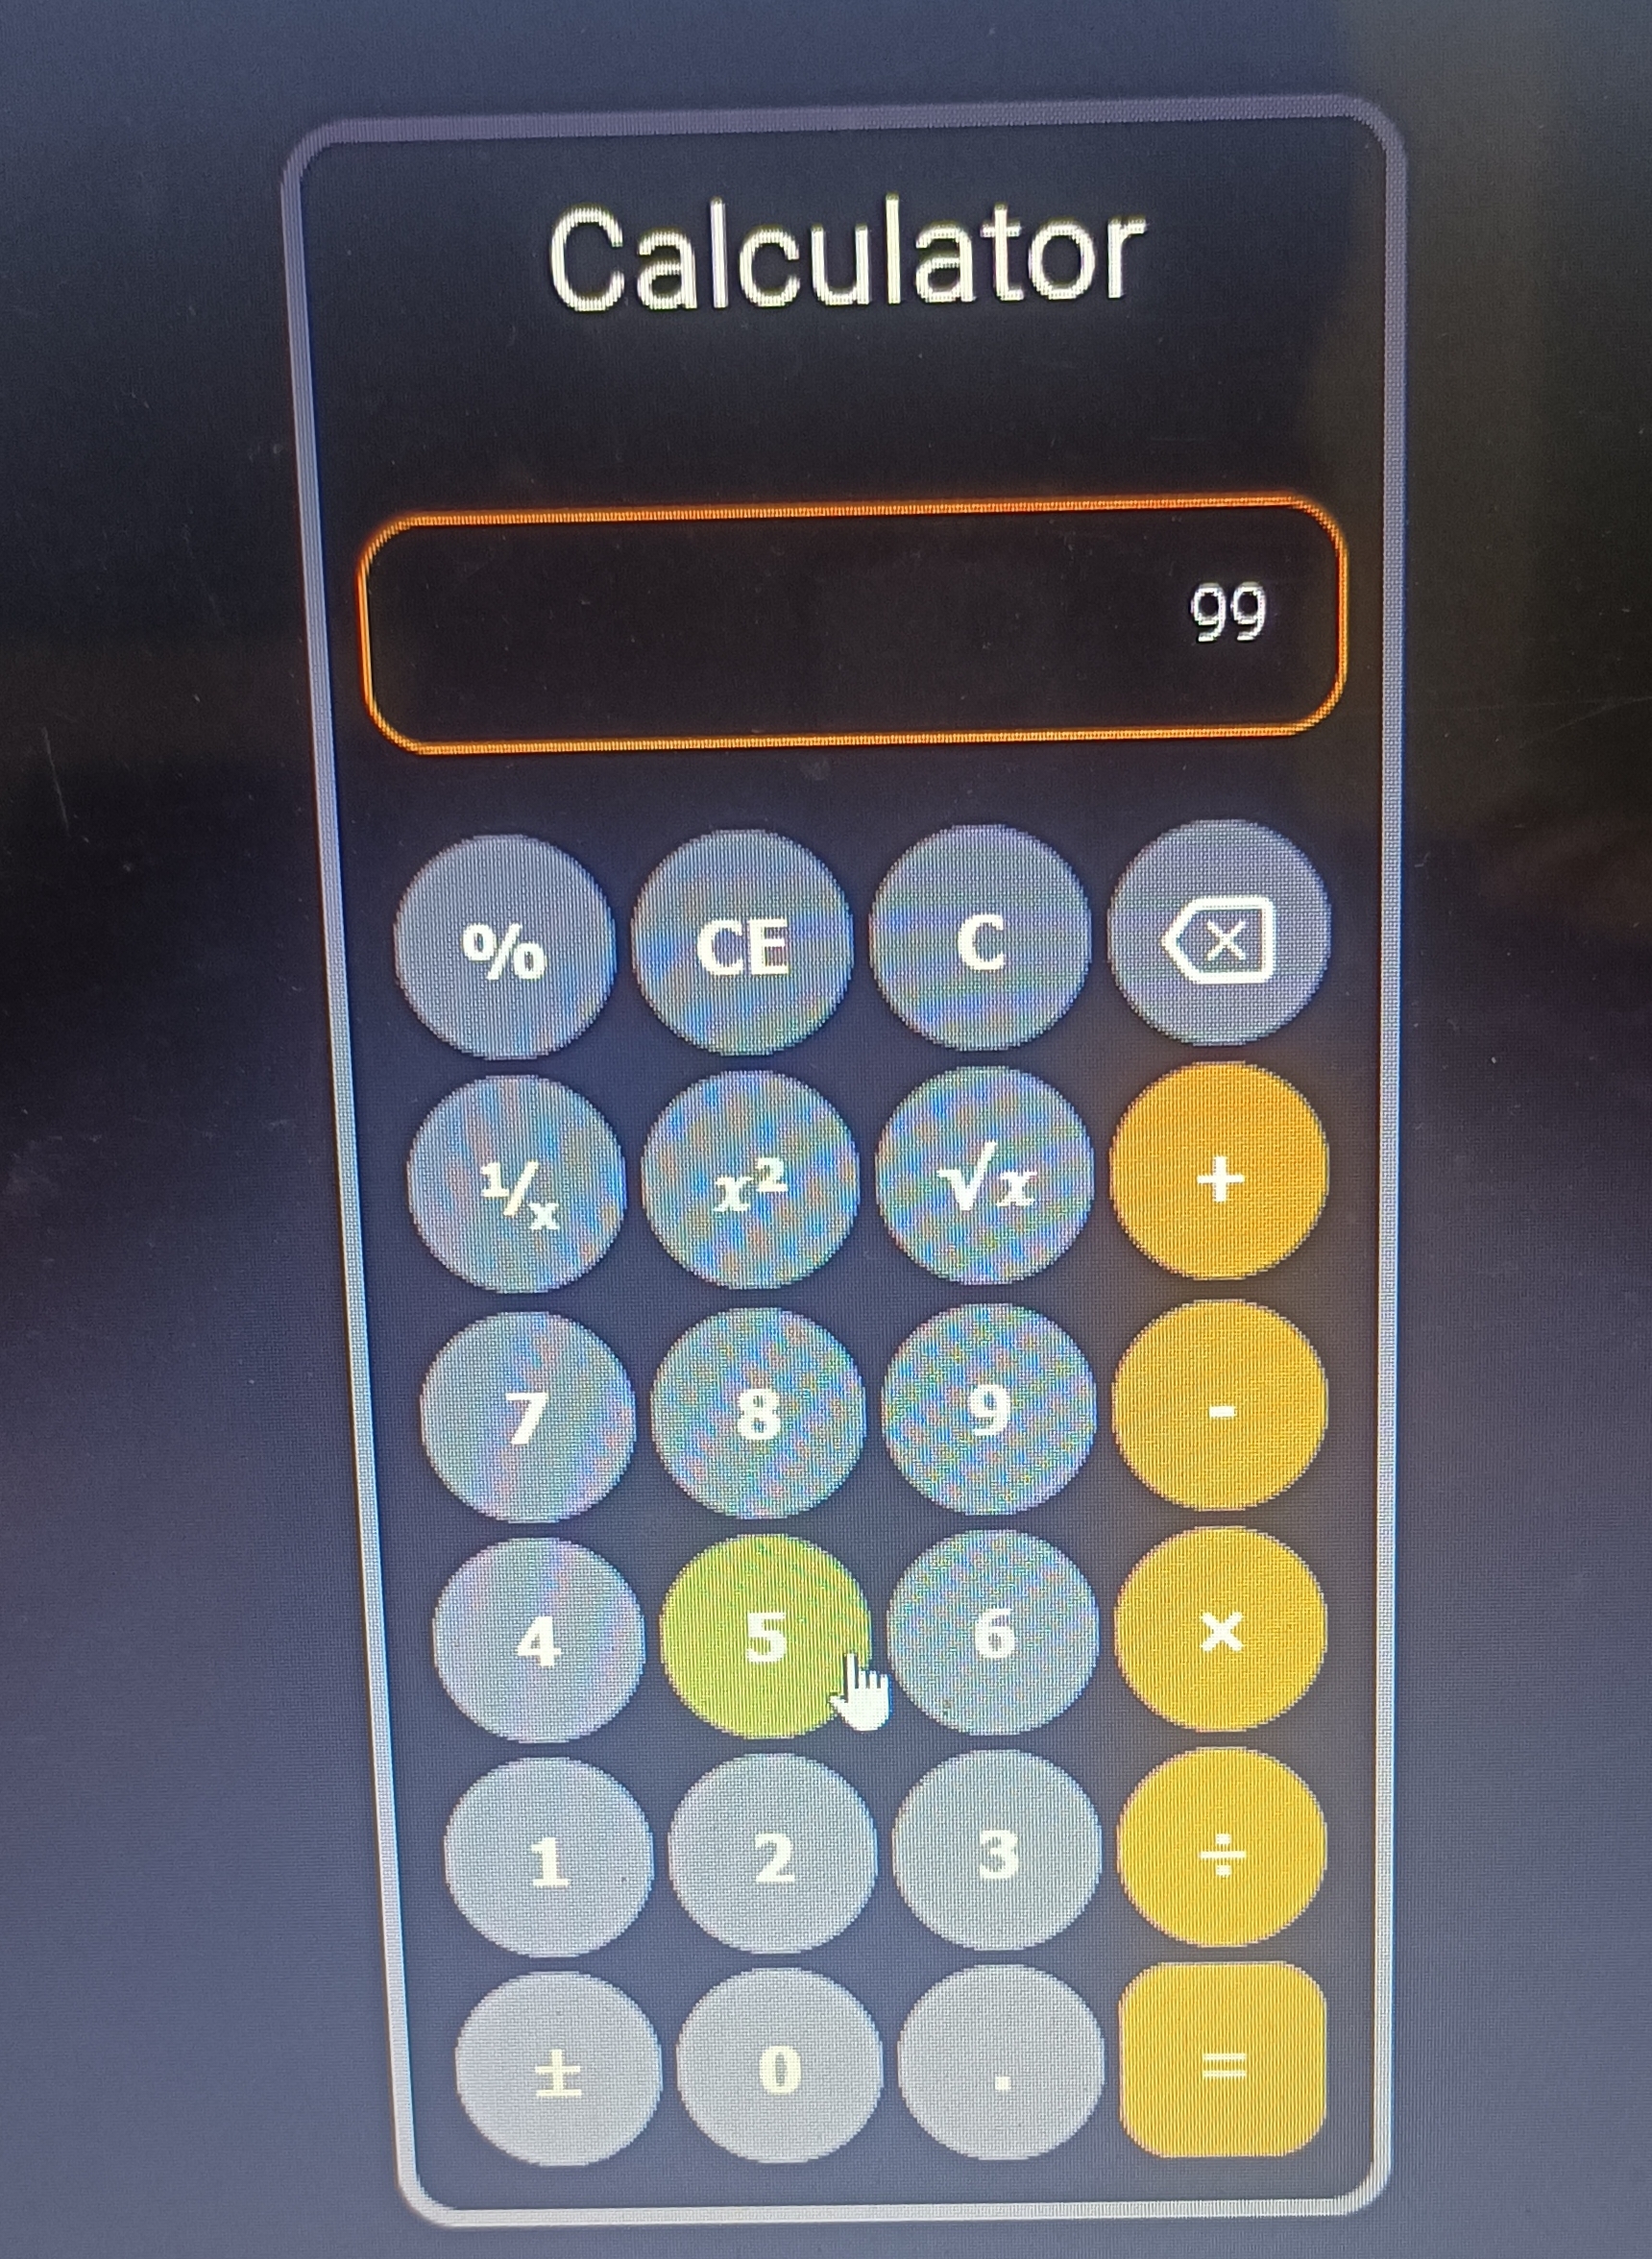 Calculator
99
% CE C
¹/ₓ x² √x +
7 8 9 -
4 5 6 ×
1 2 3 ÷
± 0 . =